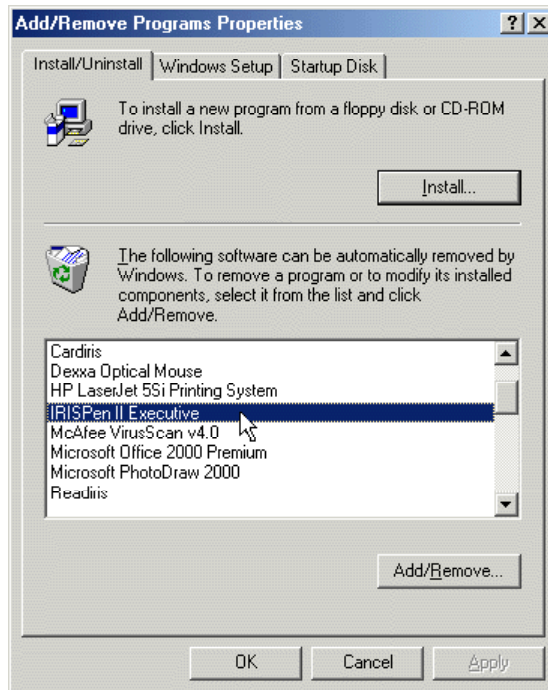 Add/Remove Programs Properties
Install/Uninstall
Windows Setup
Startup Disk
To install a new program from a floppy disk or CD-ROM
drive, click Install.
Install...
The following software can be automatically removed by
Windows. To remove a program or to modify its installed
components, select it from the list and click
Add/Remove.
Cardiris
Dexxa Optical Mouse
HP LaserJet 5Si Printing System
IRISPen II Executive
McAfee VirusScan v4.0
Microsoft Office 2000 Premium
Microsoft PhotoDraw 2000
Readiris
Add/Remove...
OK
Cancel
Apply